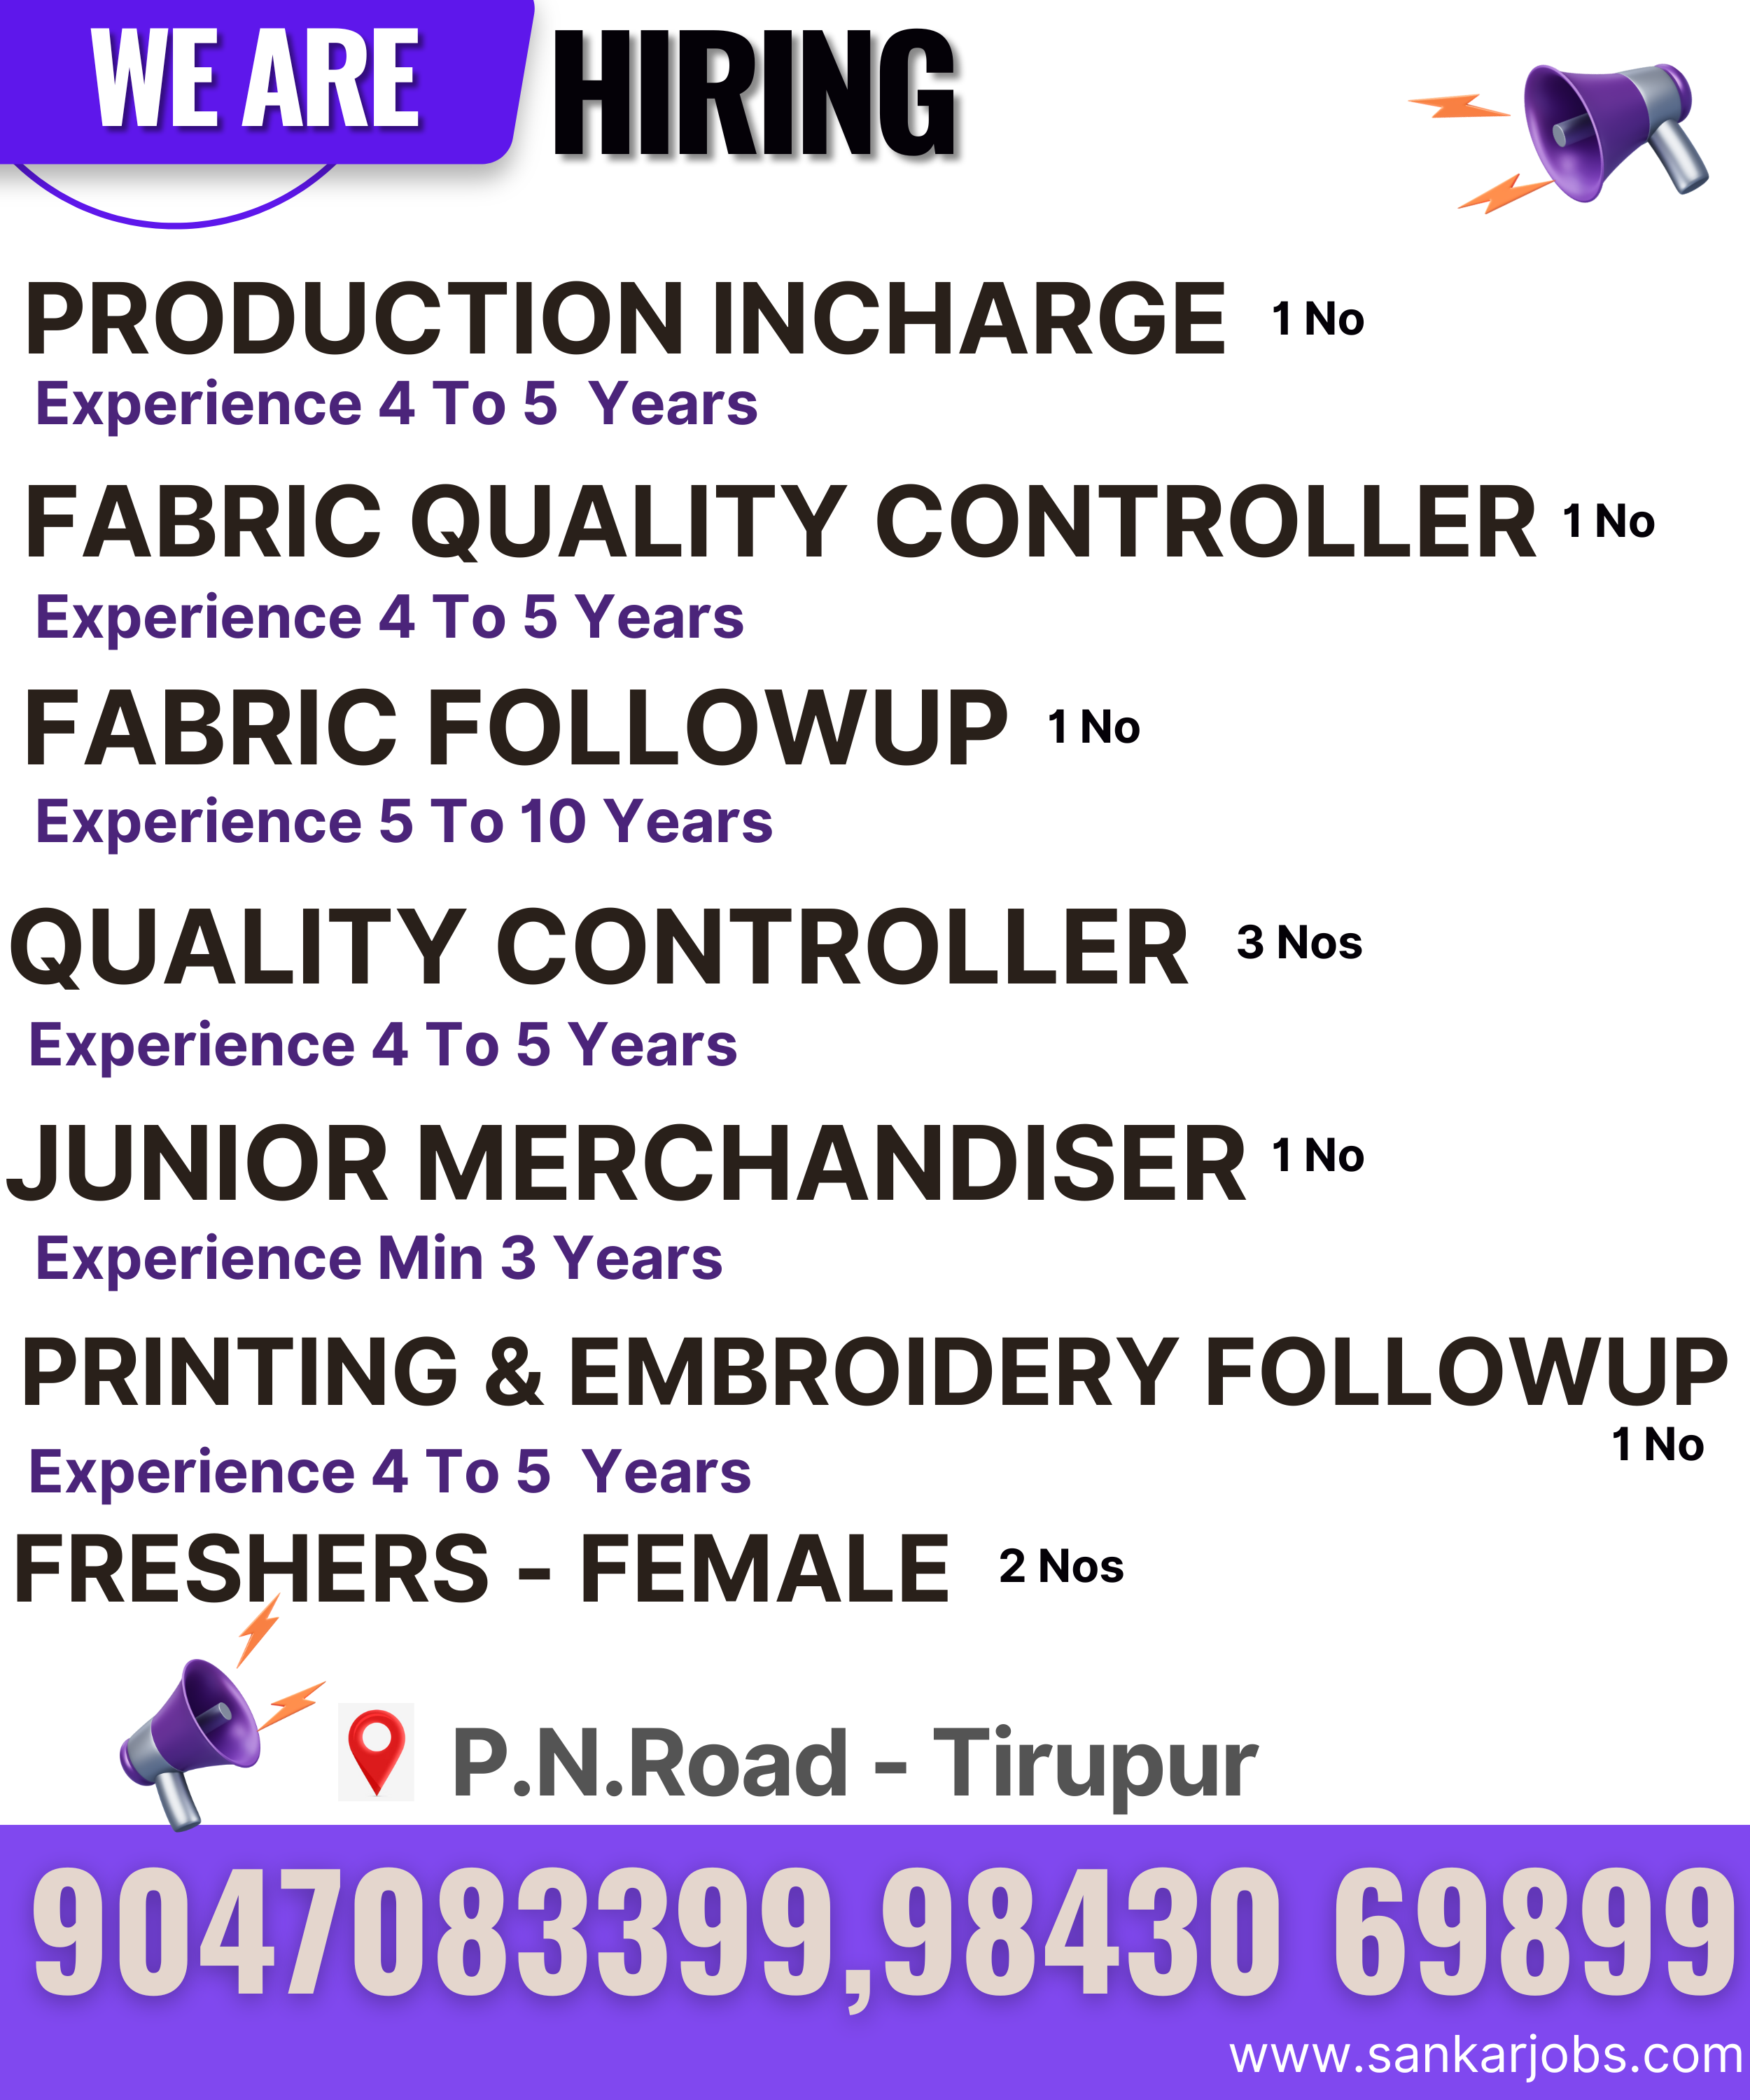 WE ARE HIRING
PRODUCTION INCHARGE 1 No
Experience 4 To 5 Years
FABRIC QUALITY CONTROLLER 1 No
Experience 4 To 5 Years
FABRIC FOLLOWUP 1 No
Experience 5 To 10 Years
QUALITY CONTROLLER 3 Nos
Experience 4 To 5 Years
JUNIOR MERCHANDISER 1 No
Experience Min 3 Years
PRINTING & EMBROIDERY FOLLOWUP
1 No
Experience 4 To 5 Years
FRESHERS - FEMALE 2 Nos
P.N.Road - Tirupur
9047083399,98430 69899
www.sankarjobs.com